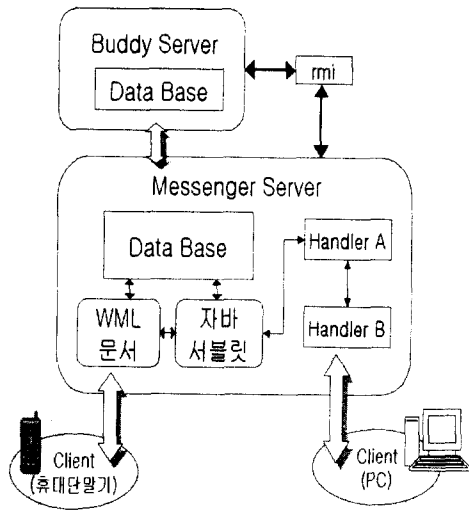 Buddy Server
Data Base
rmi
Messenger Server
Data Base
Handler A
WML
문서
자바
서블릿
Handler B
Client
(휴대단말기)
Client
(PC)